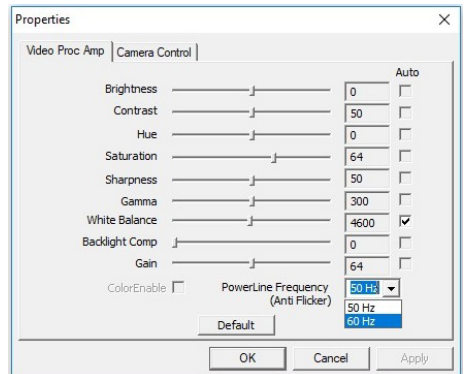 Properties
Video Proc Amp Camera Control
Auto
Brightness 0
Contrast 50
Hue 0
Saturation 64
Sharpness 50
Gamma 300
White Balance 4600
Backlight Comp 0
Gain 64
ColorEnable PowerLine Frequency 50 Hz
(Anti Flicker)
50 Hz
60 Hz
Default
OK Cancel Apply